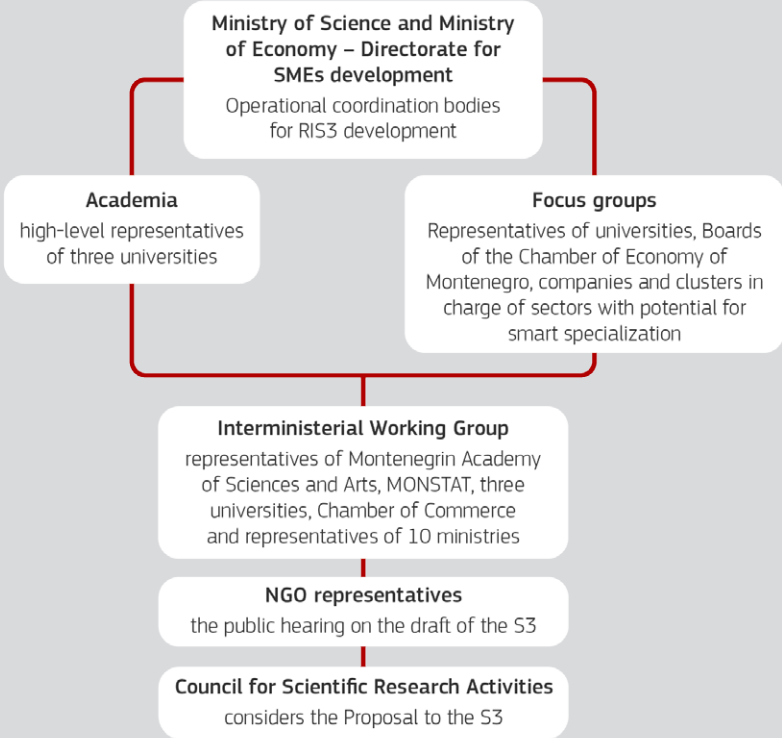 Ministry of Science and Ministry
of Economy – Directorate for
SMEs development
Operational coordination bodies
for RIS3 development
Academia
high-level representatives
of three universities
Focus groups
Representatives of universities, Boards
of the Chamber of Economy of
Montenegro, companies and clusters in
charge of sectors with potential for
smart specialization
Interministerial Working Group
representatives of Montenegrin Academy
of Sciences and Arts, MONSTAT, three
universities, Chamber of Commerce
and representatives of 10 ministries
NGO representatives
the public hearing on the draft of the S3
Council for Scientific Research Activities
considers the Proposal to the S3